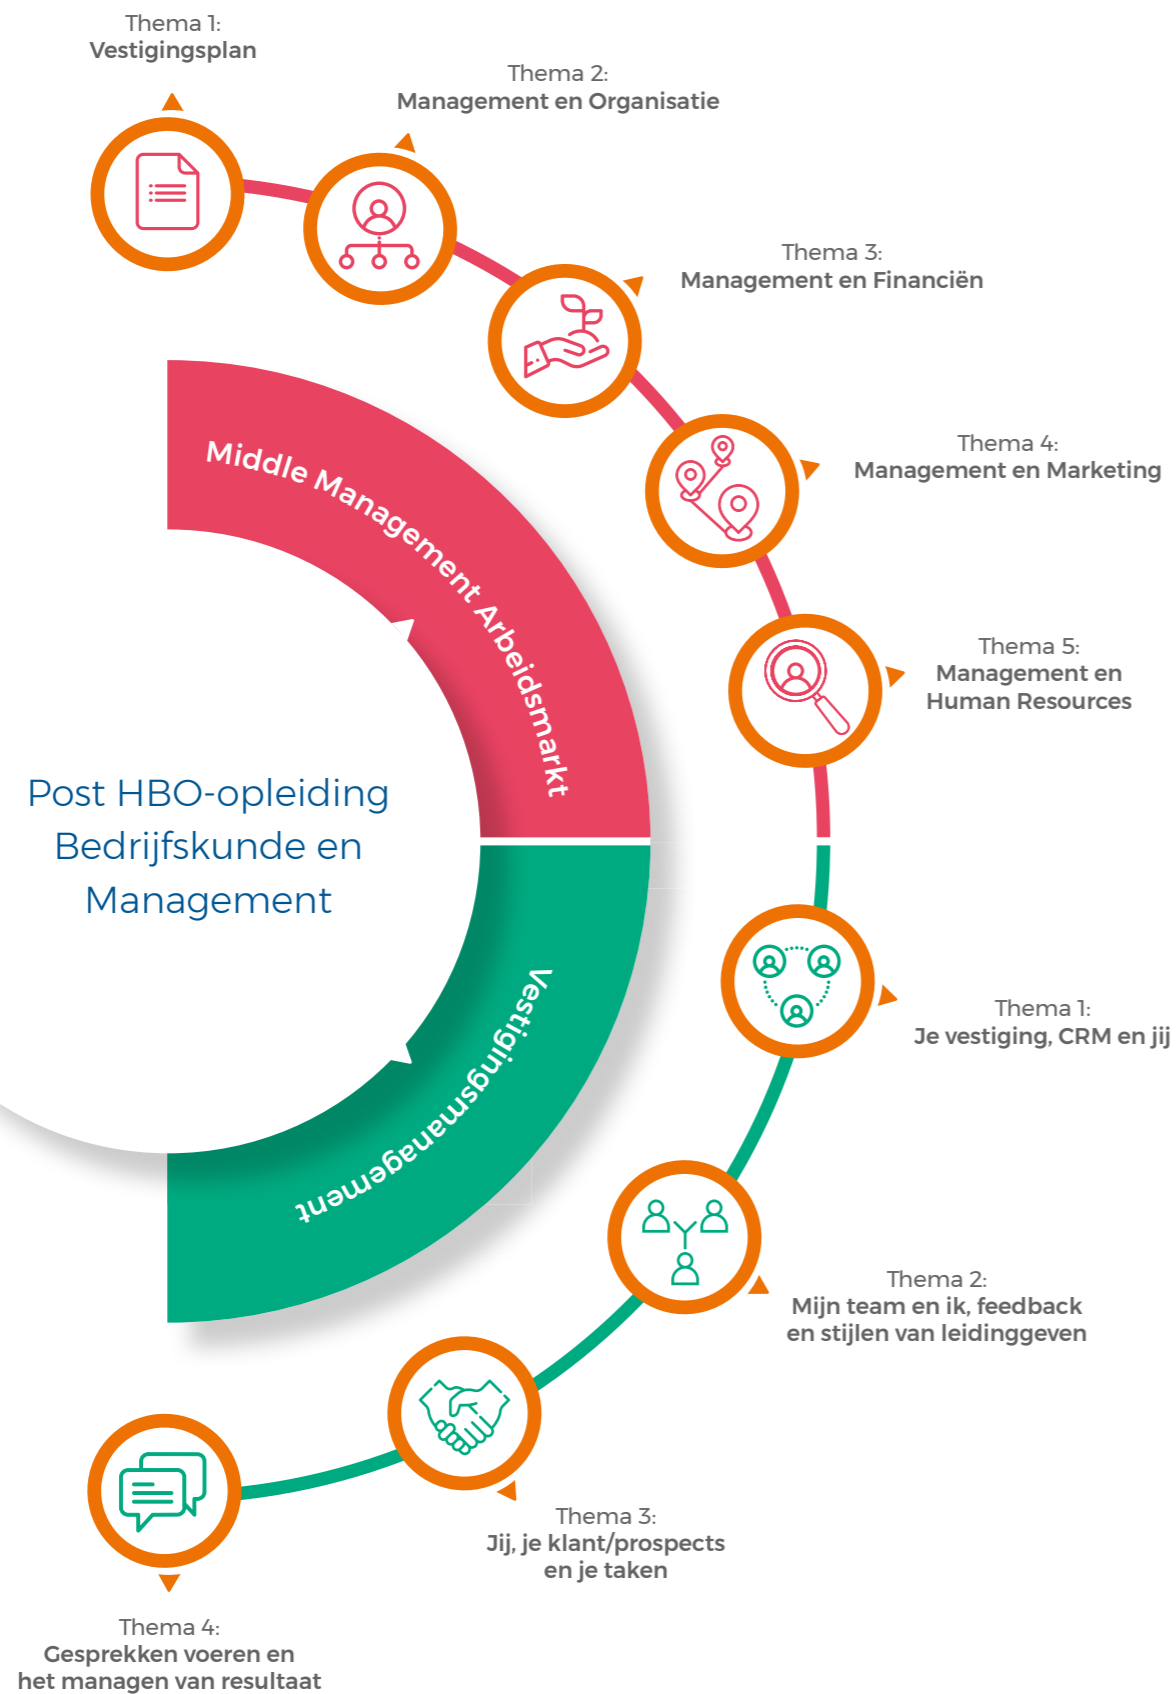 Thema 1:
Vestigingsplan
Thema 2:
Management en Organisatie
Thema 3:
Management en Financiën
Thema 4:
Management en Marketing
Thema 5:
Management en
Human Resources
Middle Management Arbeidsmarkt
Post HBO-opleiding
Bedrijfskunde en
Management
Vestigingsmanagement
Thema 1:
Je vestiging, CRM en jij
Thema 2:
Mijn team en ik, feedback
en stijlen van leidinggeven
Thema 3:
Jij, je klant/prospects
en je taken
Thema 4:
Gesprekken voeren en
het managen van resultaat